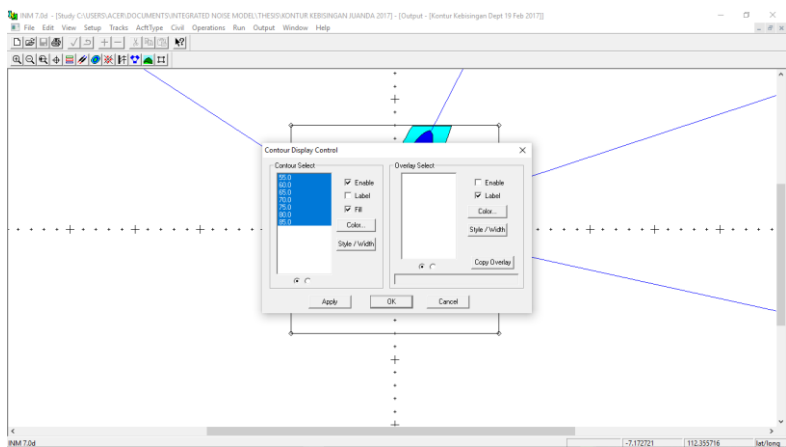 INM 7.0d - [Study C:\USERS\ACER\DOCUMENTS\INTEGRATED NOISE MODEL\THESIS\KONTUR KEBISINGAN JUANDA 2017] - [Output - [Kontur Kebisingan Dept 19 Feb 2017]]
File Edit View Setup Tracks AcftType Civil Operations Run Output Window Help
Contour Display Control
Contour Select
Overlay Select
55.0
60.0
65.0
70.0
75.0
80.0
85.0
Enable
Label
Fill
Color...
Style / Width
Enable
Label
Color...
Style / Width
Copy Overlay
Apply OK Cancel
INM 7.0d -7.172721 112.355716 lat/long